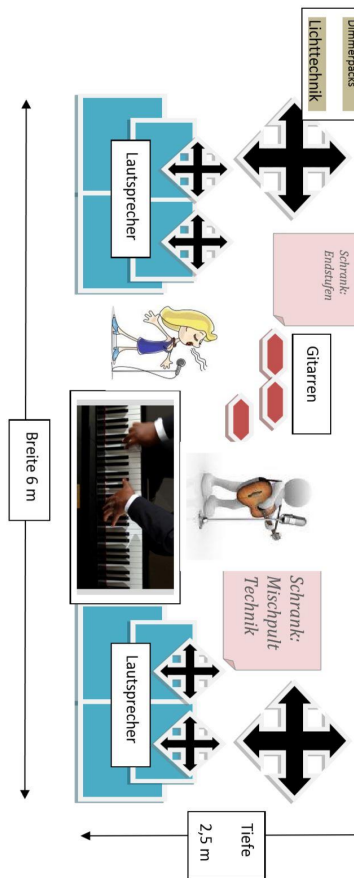 Dimmerpacks
Lichttechnik
Schrank:
Endstufen
Gitarren
Schrank:
Mischpult
Technik
Tiefe
2,5 m
Lautsprecher
Lautsprecher
Breite 6 m